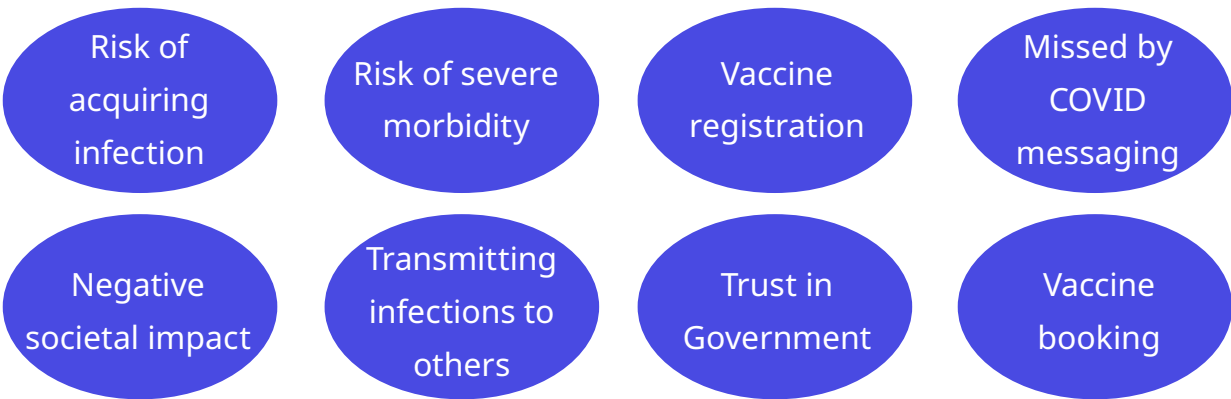 Risk of
acquiring
infection
Risk of severe
morbidity
Vaccine
registration
Missed by
COVID
messaging
Negative
societal impact
Transmitting
infections to
others
Trust in
Government
Vaccine
booking